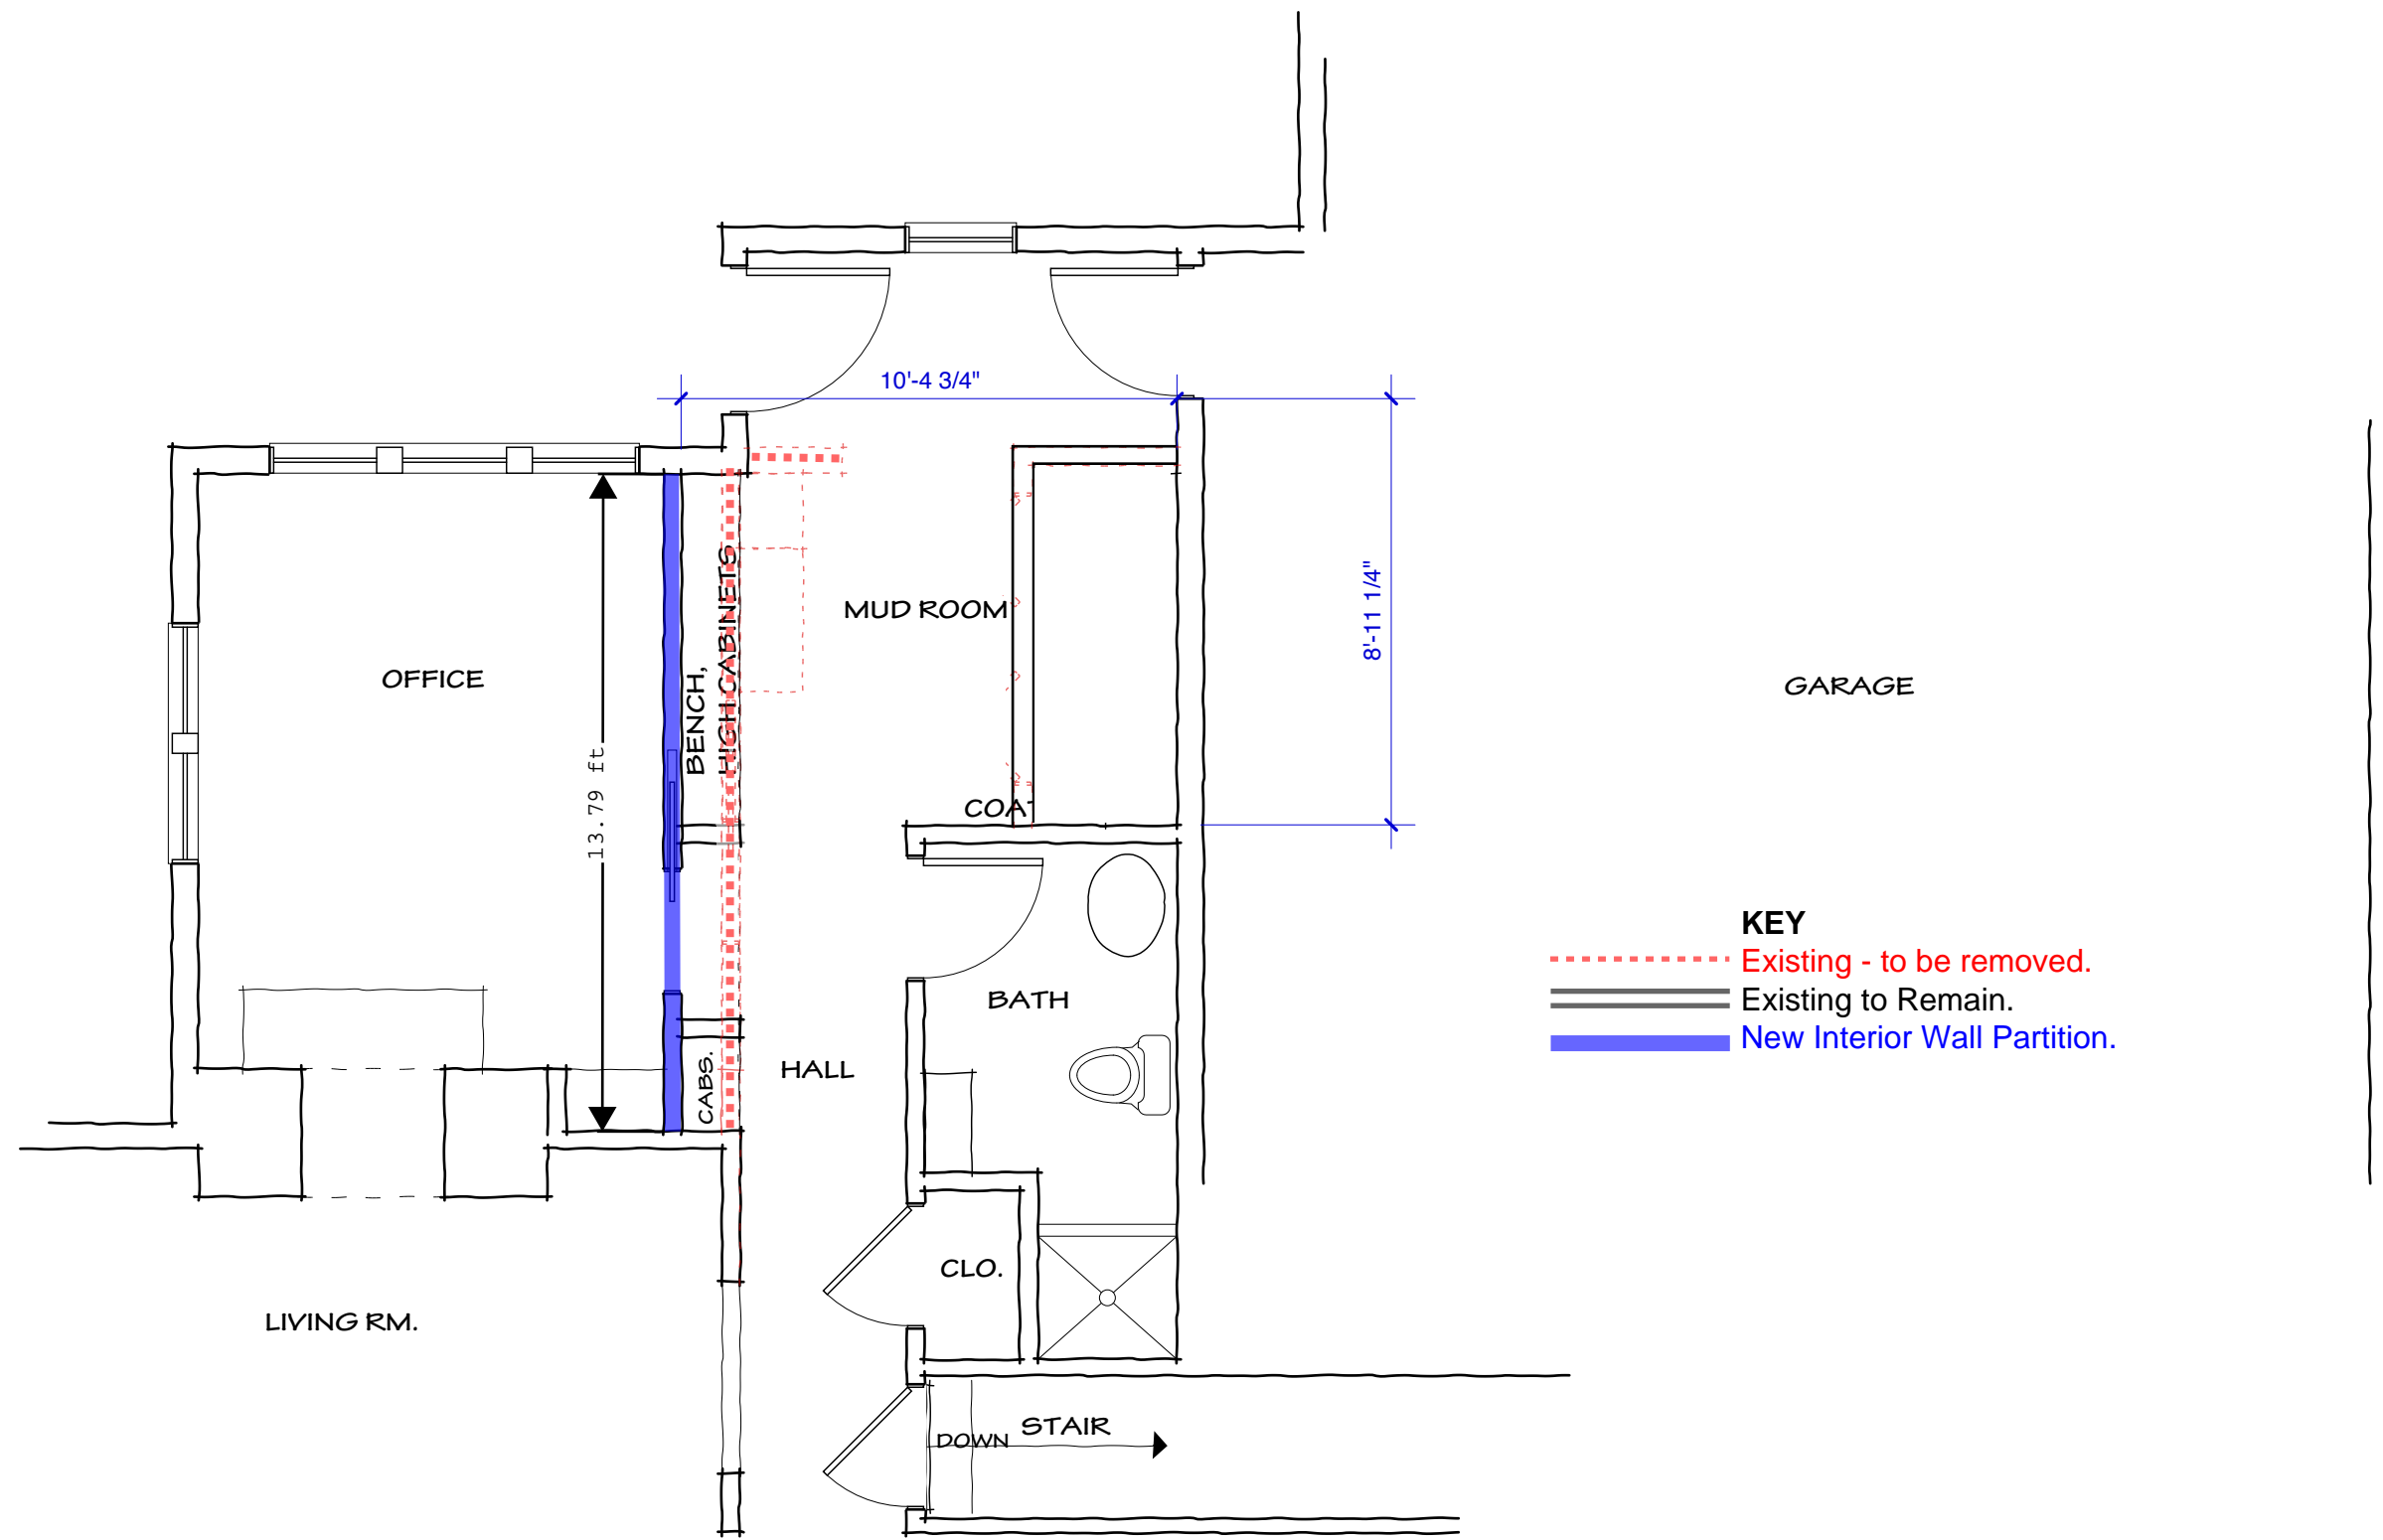 10'-4 3/4"
8'-11 1/4"
MUD ROOM
OFFICE
BENCH,
HIGH CABINETS
GARAGE
13.79 ft
COAT
KEY
Existing - to be removed.
Existing to Remain.
New Interior Wall Partition.
BATH
HALL
CABS.
CLO.
LIVING RM.
STAIR
DOWN